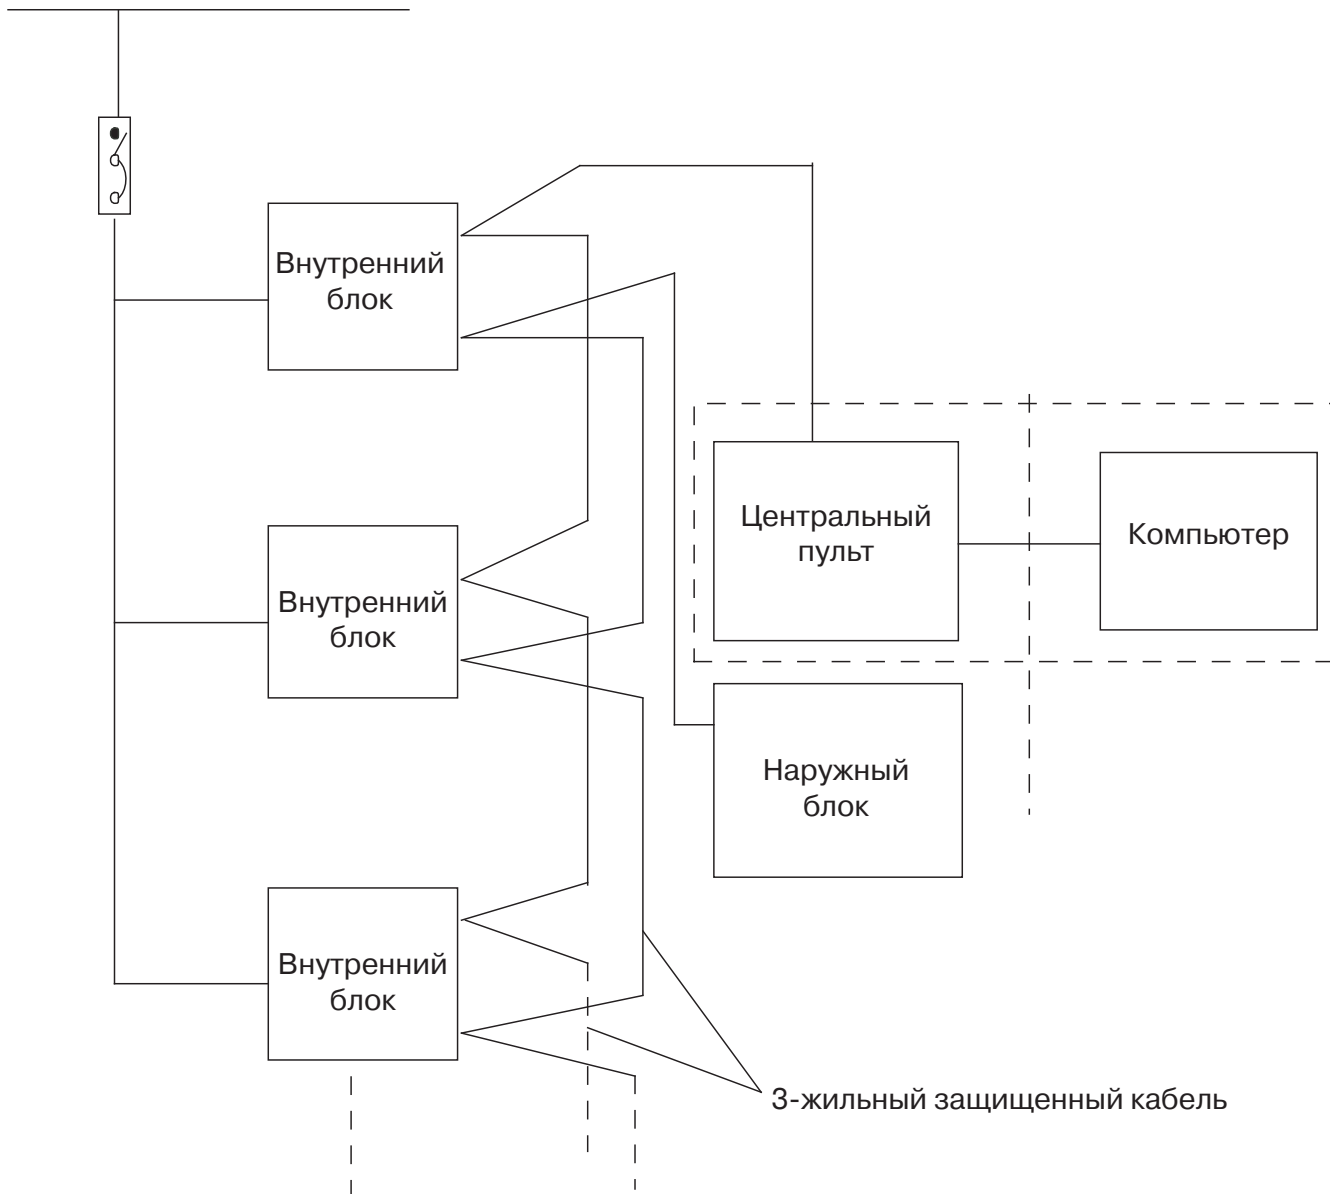 Внутренний
блок
Центральный
пульт
Компьютер
Внутренний
блок
Наружный
блок
Внутренний
блок
3-жильный защищенный кабель